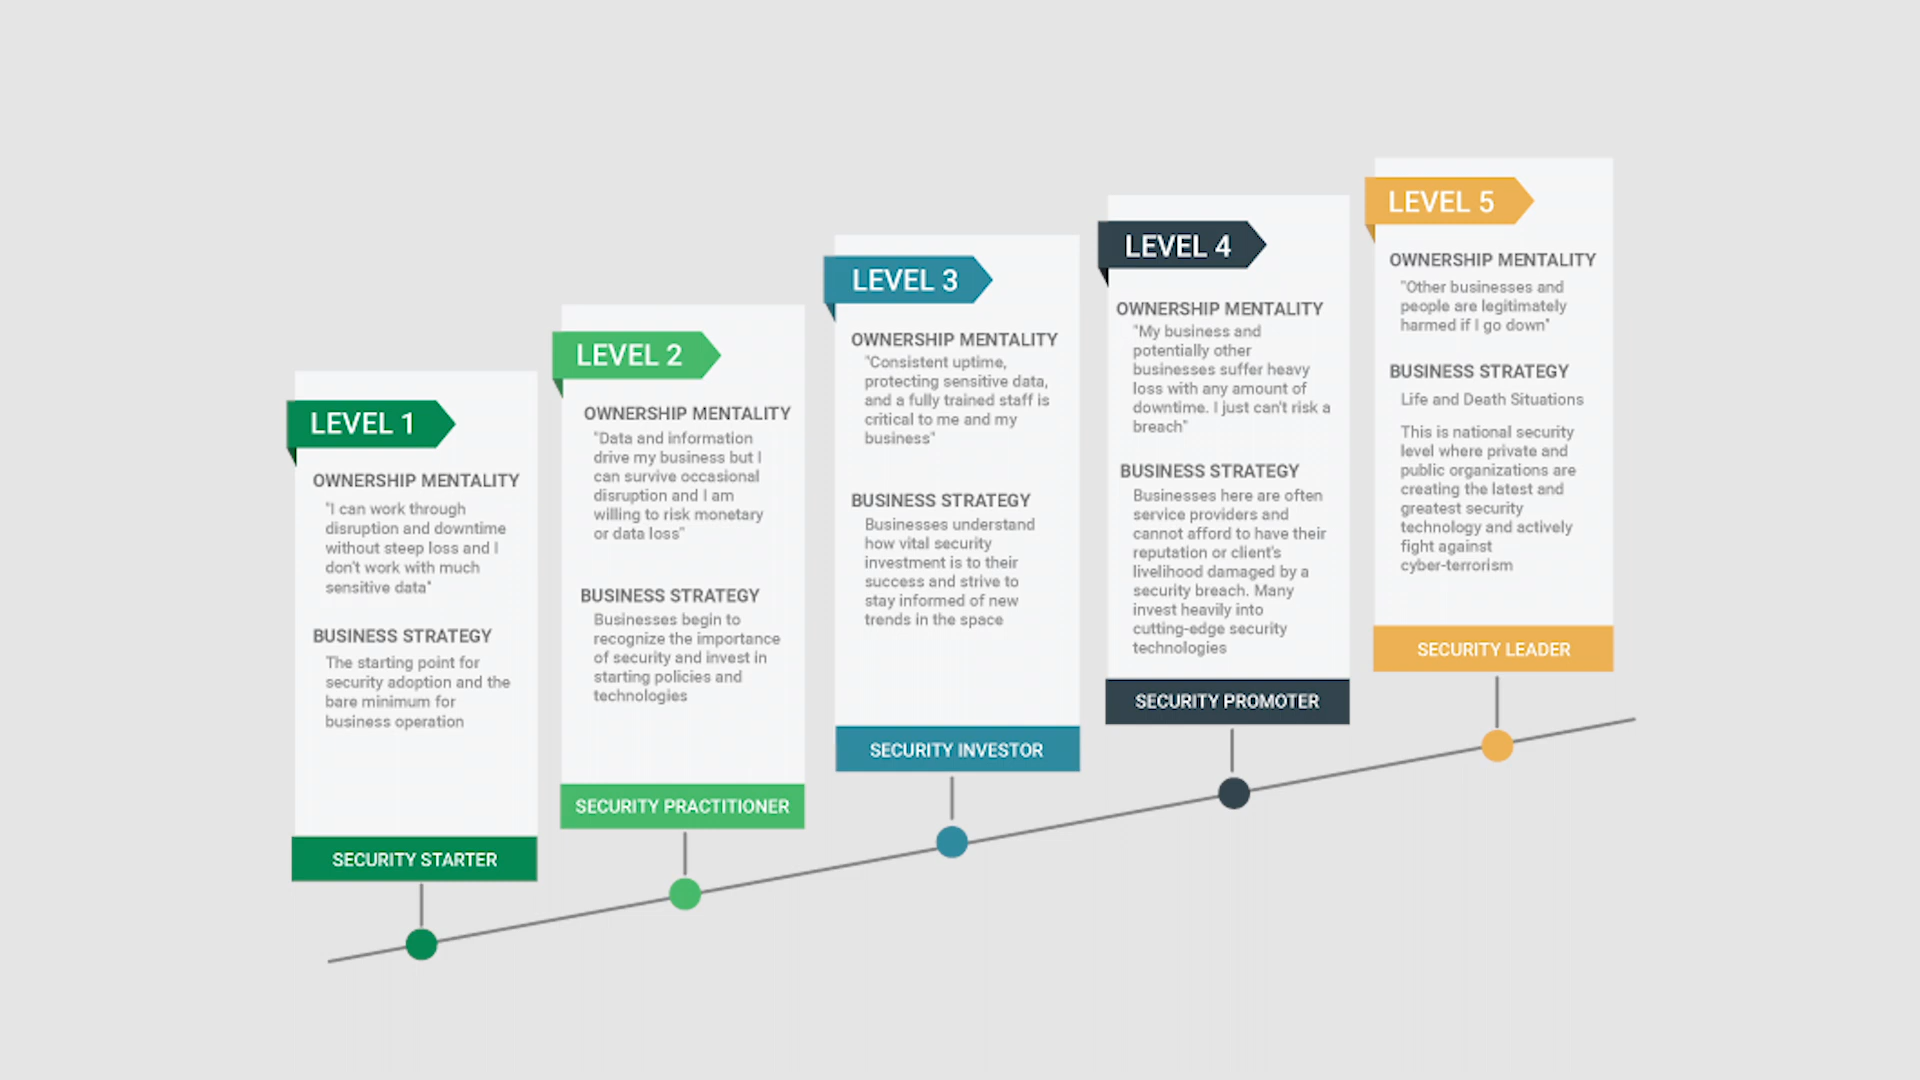 LEVEL 1
OWNERSHIP MENTALITY
"I can work through
disruption and downtime
without steep loss and I
don't work with much
sensitive data"
BUSINESS STRATEGY
The starting point for
security adoption and the
bare minimum for
business operation
SECURITY STARTER
LEVEL 2
OWNERSHIP MENTALITY
"Data and information
drive my business but I
can survive occasional
disruption and I am
willing to risk monetary
or data loss"
BUSINESS STRATEGY
Businesses begin to
recognize the importance
of security and invest in
starting policies and
technologies
SECURITY PRACTITIONER
LEVEL 3
OWNERSHIP MENTALITY
"Consistent uptime,
protecting sensitive data,
and a fully trained staff is
critical to me and my
business"
BUSINESS STRATEGY
Businesses understand
how vital security
investment is to their
success and strive to
stay informed of new
trends in the space
SECURITY INVESTOR
LEVEL 4
OWNERSHIP MENTALITY
"My business and
potentially other
businesses suffer heavy
loss with any amount of
downtime. I just can't risk a
breach"
BUSINESS STRATEGY
Businesses here are often
service providers and
cannot afford to have their
reputation or client's
livelihood damaged by a
security breach. Many
invest heavily into
cutting-edge security
technologies
SECURITY PROMOTER
LEVEL 5
OWNERSHIP MENTALITY
"Other businesses and
people are legitimately
harmed if I go down"
BUSINESS STRATEGY
Life and Death Situations
This is national security
level where private and
public organizations are
creating the latest and
greatest security
technology and actively
fight against
cyber-terrorism
SECURITY LEADER